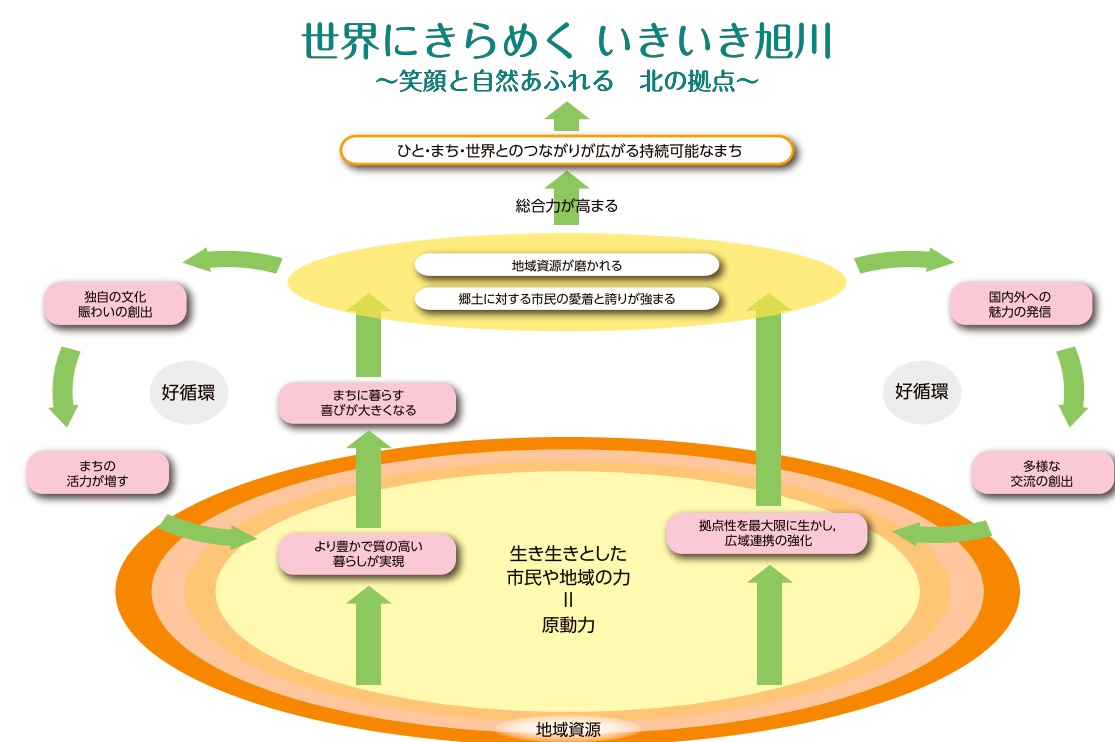 世界にきらめく いきいき旭川
～笑顔と自然あふれる　北の拠点～
ひと・まち・世界とのつながりが広がる持続可能なまち
総合力が高まる
地域資源が磨かれる
郷土に対する市民の愛着と誇りが強まる
独自の文化
賑わいの創出
国内外への
魅力の発信
好循環
好循環
まちに暮らす
喜びが大きくなる
まちの
活力が増す
多様な
交流の創出
より豊かで質の高い
暮らしが実現
拠点性を最大限に生かし，
広域連携の強化
生き生きとした
市民や地域の力
＝
原動力
地域資源